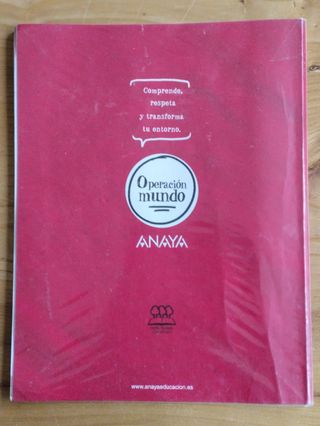 Comprende,
respeta
y transforma
tu entorno.
Operación
mundo
ANAYA
www.anayaeducacion.es